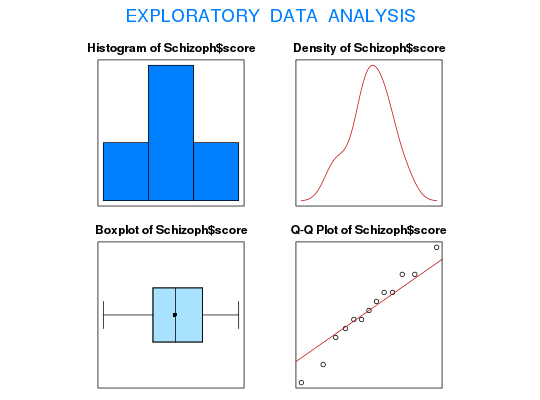 EXPLORATORY DATA ANALYSIS
Histogram of Schizoph$score
Density of Schizoph$score
Boxplot of Schizoph$score
Q-Q Plot of Schizoph$score